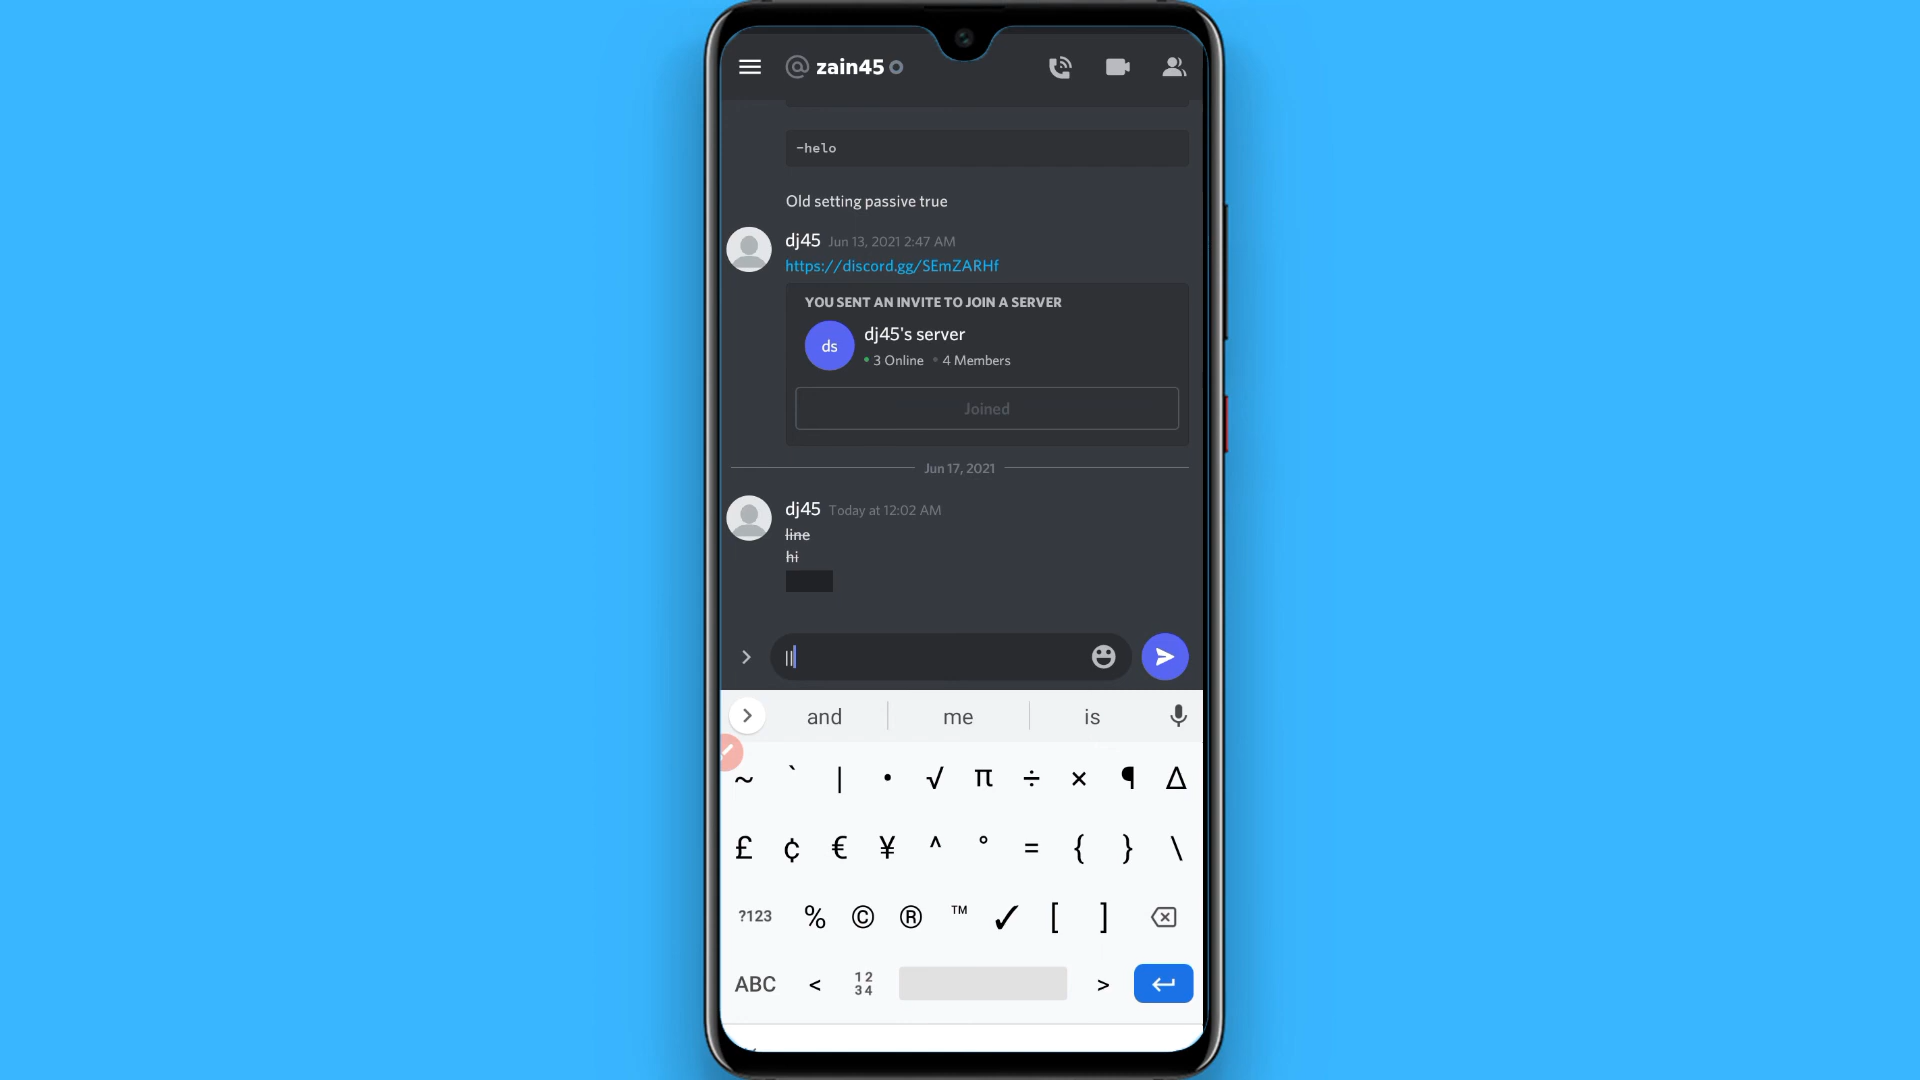 @ zain45
-helo
Old setting passive true
dj45 Jun 13, 2021 2:47 AM
https://discord.gg/SEmZARHf
YOU SENT AN INVITE TO JOIN A SERVER
ds
dj45's server
• 3 Online • 4 Members
Joined
Jun 17, 2021
dj45 Today at 12:02 AM
line
hi
||
and me is
~ ` | • √ π ÷ × ¶ Δ
£ ¢ € ¥ ^ ° = { } \
?123 % © ® ™ ✓ [ ]
ABC < 12 34 >